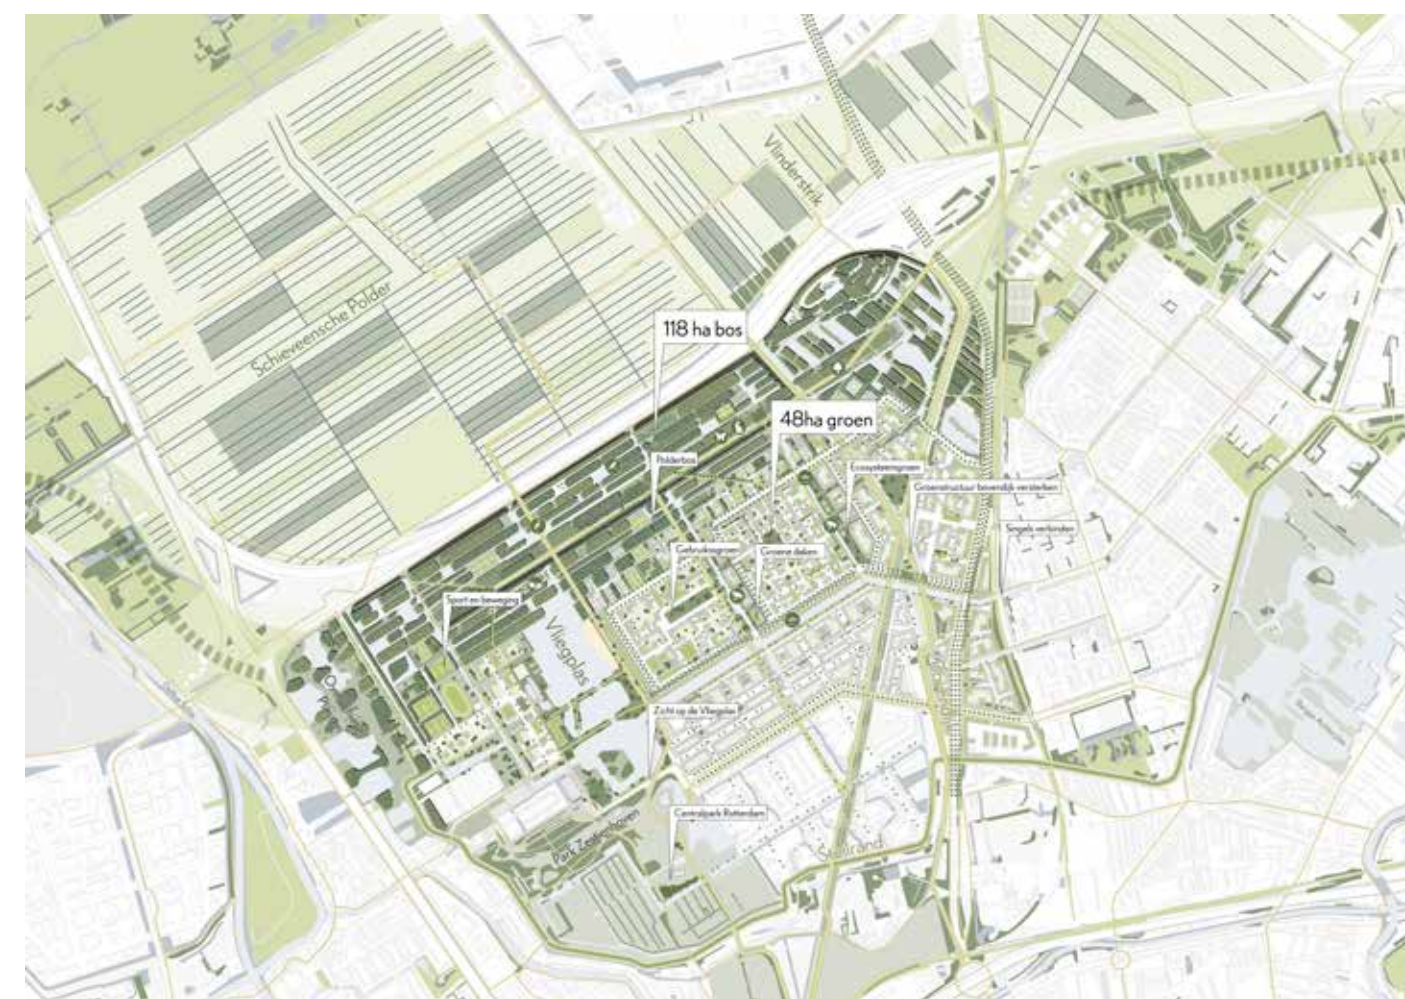 Vlinderstrik
Schieveensche Polder
118 ha bos
48ha groen
Polderbos
Ecosysteemgroen
Groenstructuur bovendijk versterken
Singels verbinden
Gebruiksgroen
Groene daken
Sport en beweging
Vliegplas
Zicht op de Vliegplas
Centralpark Rotterdam
Park Zestienhoven